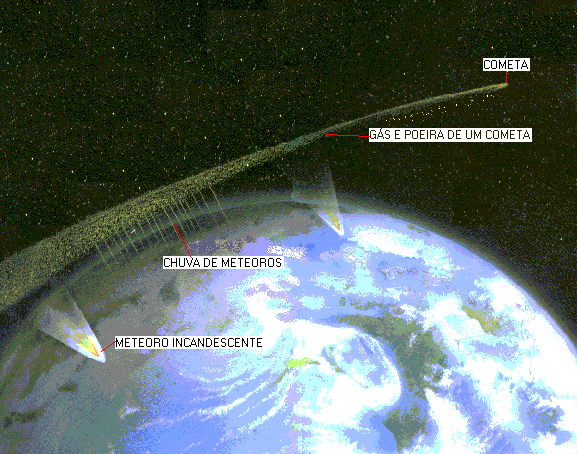 COMETA
GÁS E POEIRA DE UM COMETA
CHUVA DE METEOROS
METEORO INCANDESCENTE